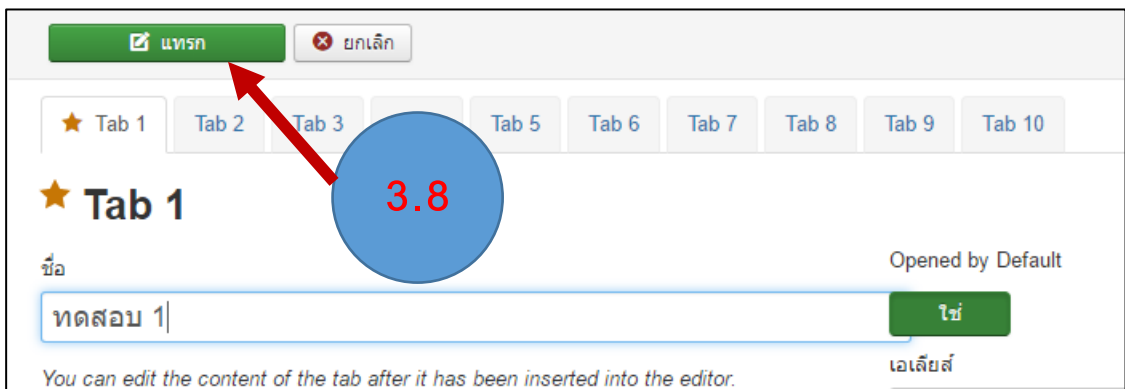 แทรก ยกเลิก
Tab 1 Tab 2 Tab 3 Tab 5 Tab 6 Tab 7 Tab 8 Tab 9 Tab 10
3.8
Tab 1
ชื่อ Opened by Default
ทดสอบ 1 ใช่
You can edit the content of the tab after it has been inserted into the editor. เอเลียส์